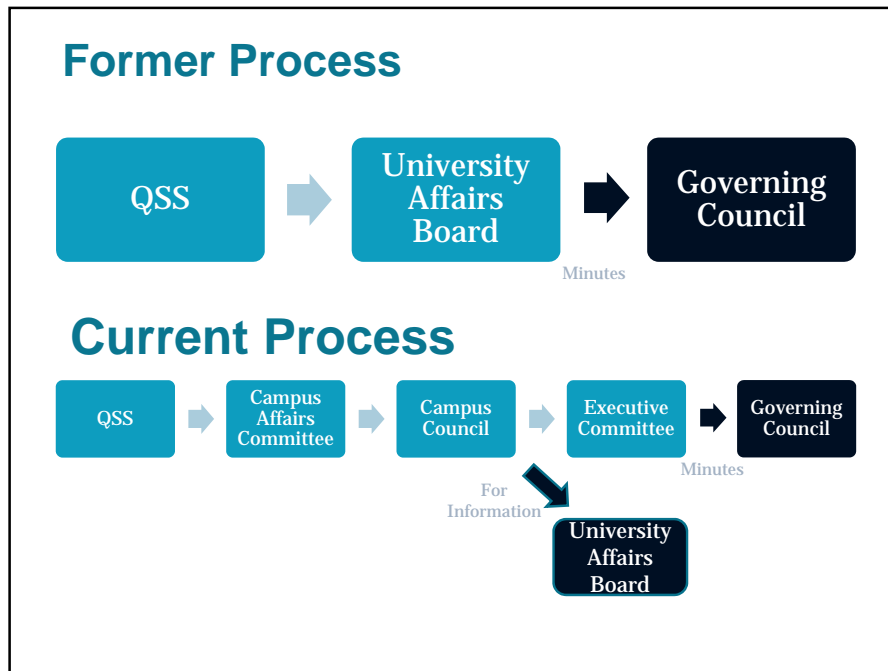 Former Process
QSS
University
Affairs
Board
Governing
Council
Minutes
Current Process
QSS
Campus
Affairs
Committee
Campus
Council
Executive
Committee
Governing
Council
Minutes
For
Information
University
Affairs
Board